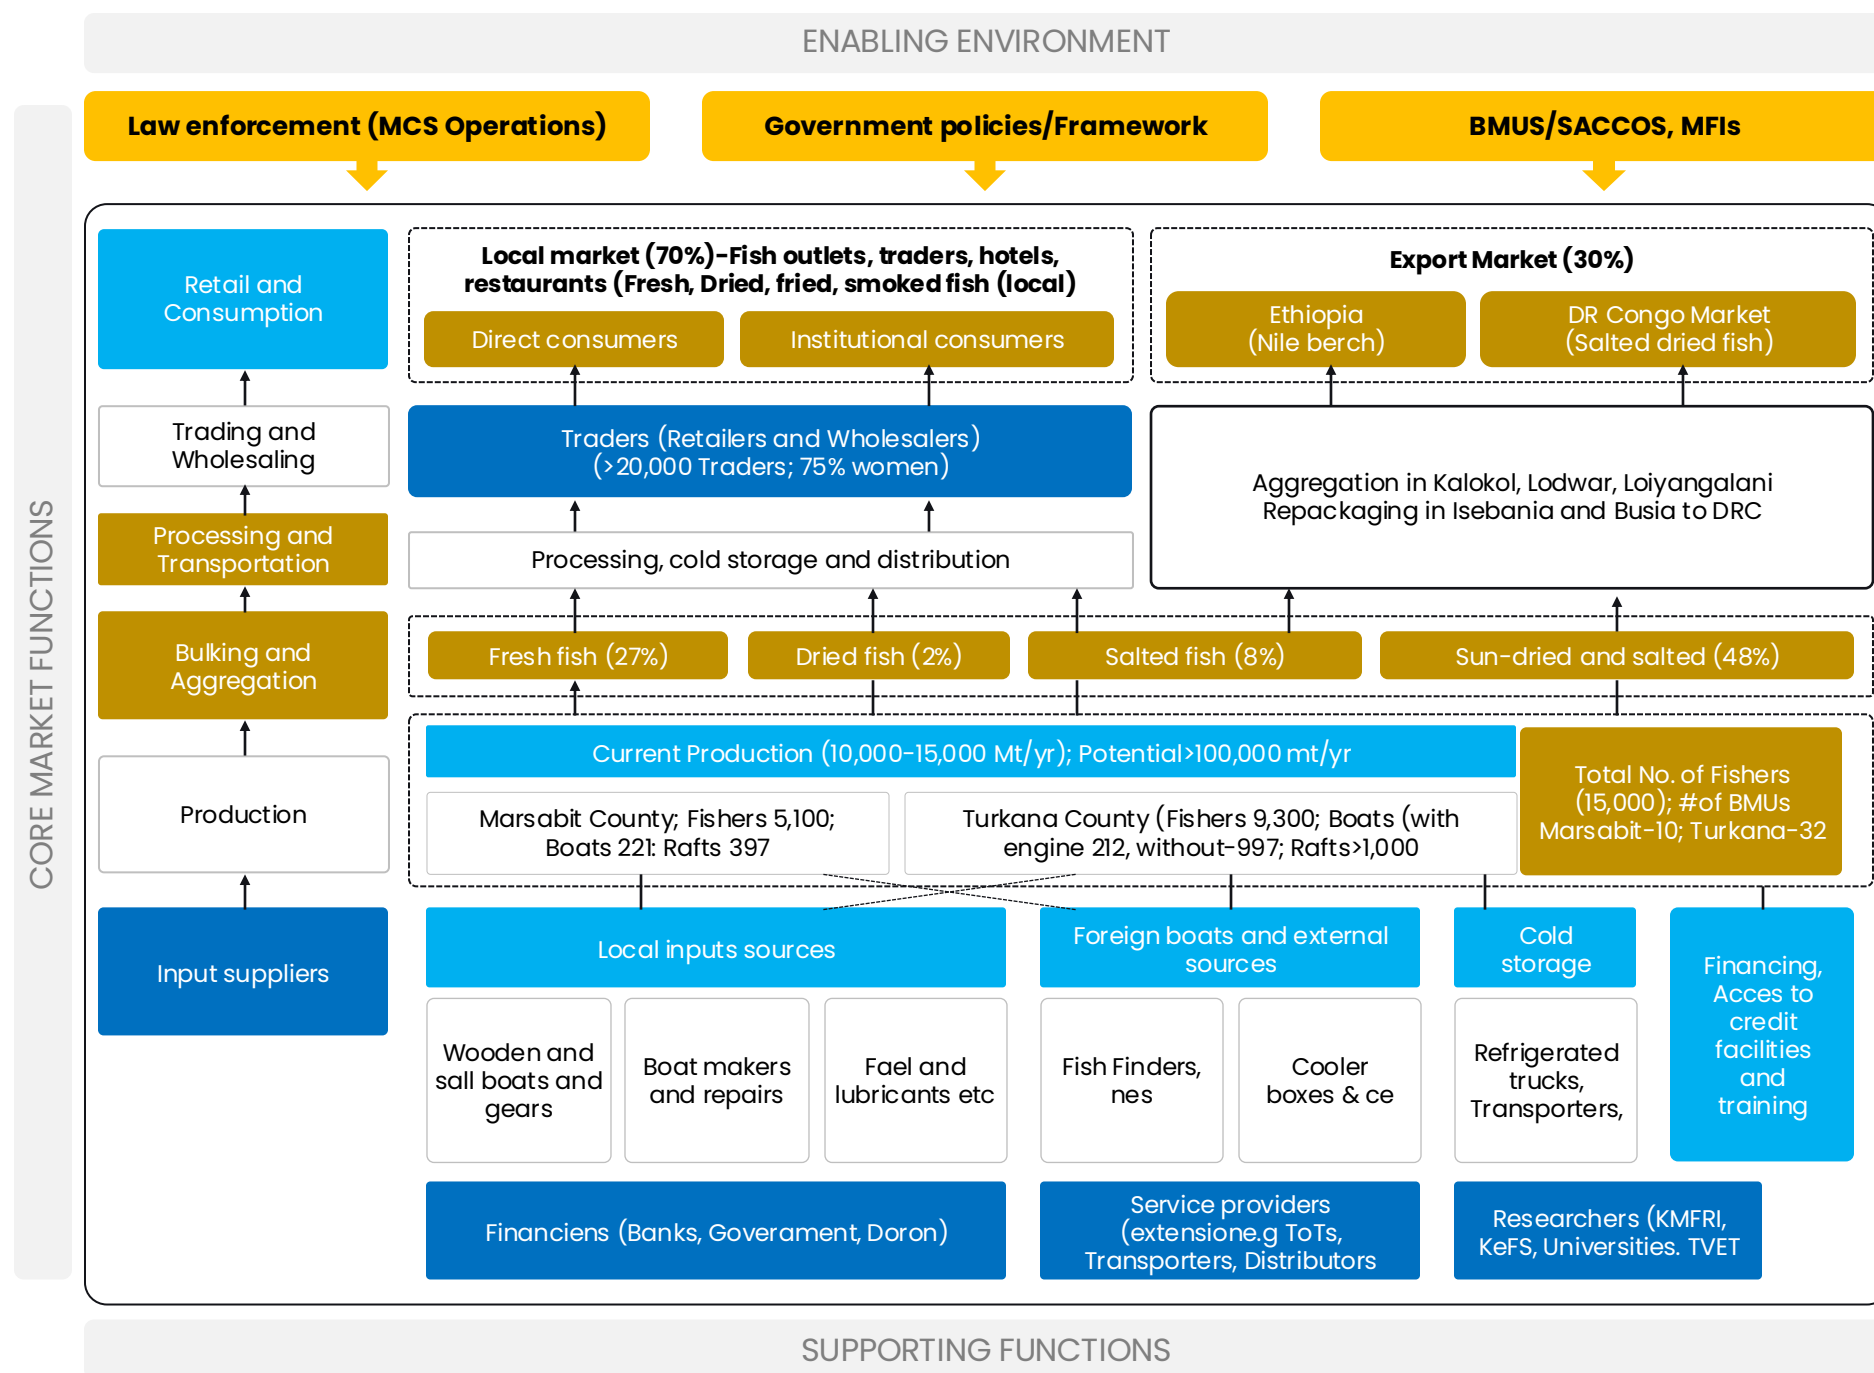 ENABLING ENVIRONMENT
Law enforcement (MCS Operations)
Government policies/Framework
BMUS/SACCOS, MFIs
CORE MARKET FUNCTIONS
Retail and
Consumption
Trading and
Wholesaling
Processing and
Transportation
Bulking and
Aggregation
Production
Input suppliers
Local market (70%)-Fish outlets, traders, hotels,
restaurants (Fresh, Dried, fried, smoked fish (local)
Direct consumers
Institutional consumers
Export Market (30%)
Ethiopia
(Nile berch)
DR Congo Market
(Salted dried fish)
Traders (Retailers and Wholesalers)
(>20,000 Traders; 75% women)
Aggregation in Kalokol, Lodwar, Loiyangalani
Repackaging in Isebania and Busia to DRC
Processing, cold storage and distribution
Fresh fish (27%)
Dried fish (2%)
Salted fish (8%)
Sun-dried and salted (48%)
Current Production (10,000-15,000 Mt/yr); Potential>100,000 mt/yr
Marsabit County; Fishers 5,100;
Boats 221: Rafts 397
Turkana County (Fishers 9,300; Boats (with
engine 212, without-997; Rafts>1,000
Total No. of Fishers
(15,000); #of BMUs
Marsabit-10; Turkana-32
Local inputs sources
Foreign boats and external
sources
Cold
storage
Financing,
Acces to
credit
facilities
and
training
Wooden and
sall boats and
gears
Boat makers
and repairs
Fael and
lubricants etc
Fish Finders,
nes
Cooler
boxes & ce
Refrigerated
trucks,
Transporters,
Financiens (Banks, Goverament, Doron)
Service providers
(extensione.g ToTs,
Transporters, Distributors
Researchers (KMFRI,
KeFS, Universities. TVET
SUPPORTING FUNCTIONS